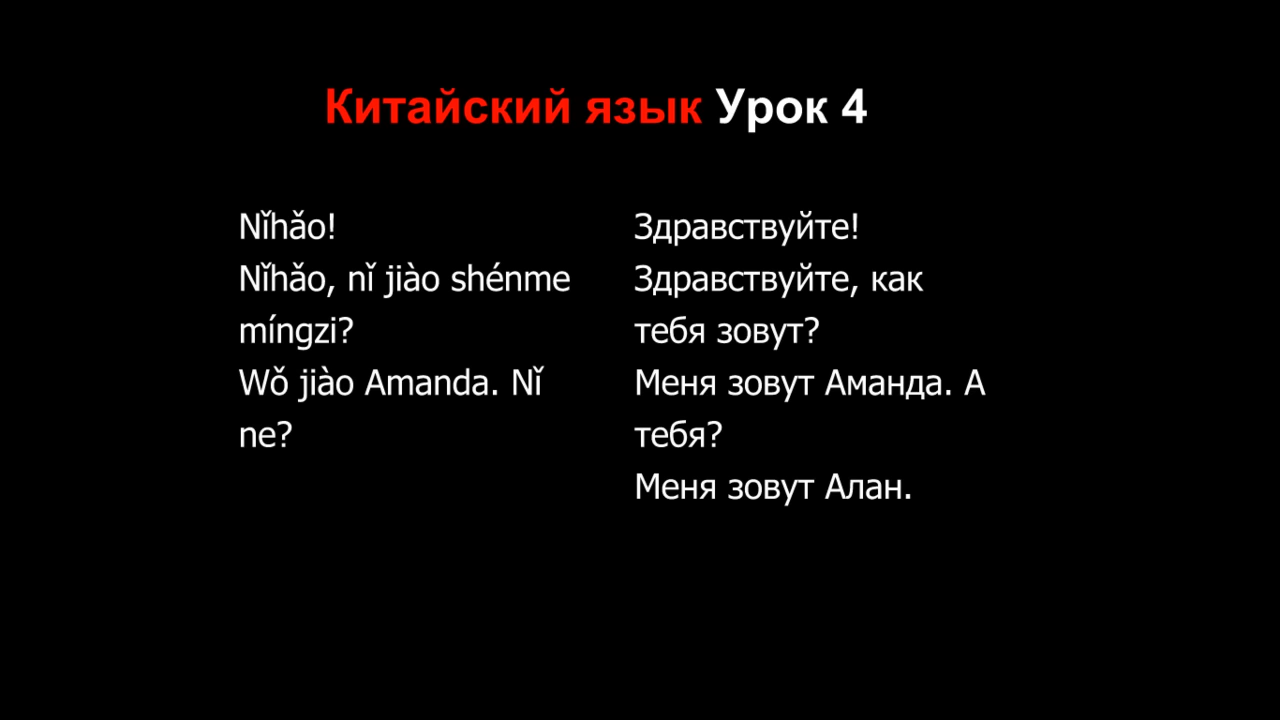 Китайский язык Урок 4
Nǐhǎo!
Nǐhǎo, nǐ jiào shénme
míngzi?
Wǒ jiào Amanda. Nǐ
ne?
Здравствуйте!
Здравствуйте, как
тебя зовут?
Меня зовут Аманда. А
тебя?
Меня зовут Алан.